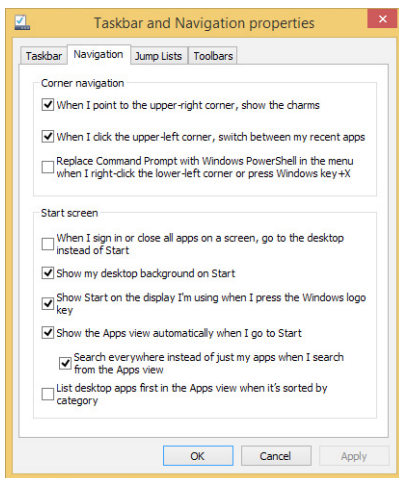 Taskbar and Navigation properties
Taskbar Navigation Jump Lists Toolbars
Corner navigation
When I point to the upper-right corner, show the charms
When I click the upper-left corner, switch between my recent apps
Replace Command Prompt with Windows PowerShell in the menu
when I right-click the lower-left corner or press Windows key+X
Start screen
When I sign in or close all apps on a screen, go to the desktop
instead of Start
Show my desktop background on Start
Show Start on the display I'm using when I press the Windows logo
key
Show the Apps view automatically when I go to Start
Search everywhere instead of just my apps when I search
from the Apps view
List desktop apps first in the Apps view when it's sorted by
category
OK Cancel Apply